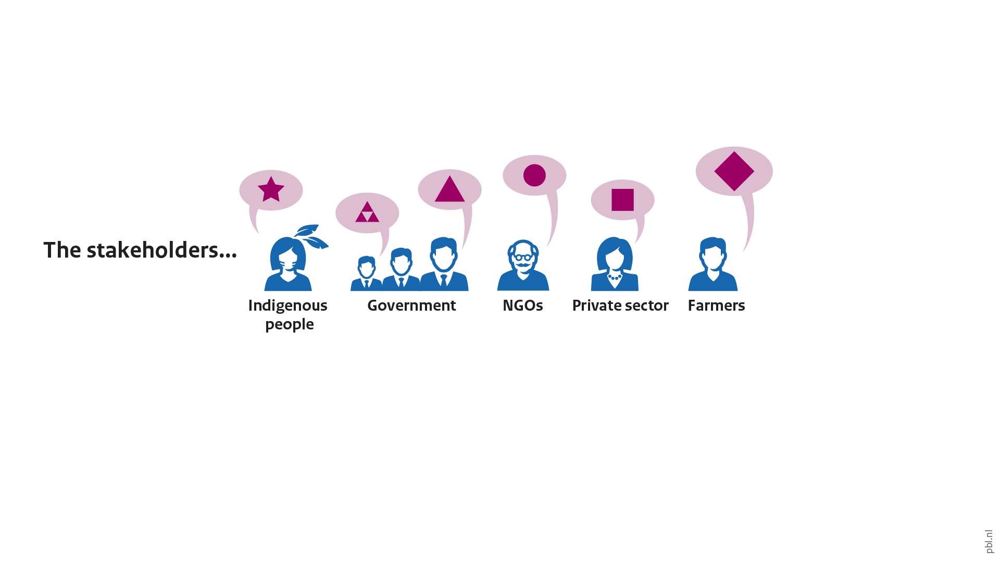 The stakeholders...
Indigenous
people
Government
NGOs
Private sector
Farmers
pbl.nl